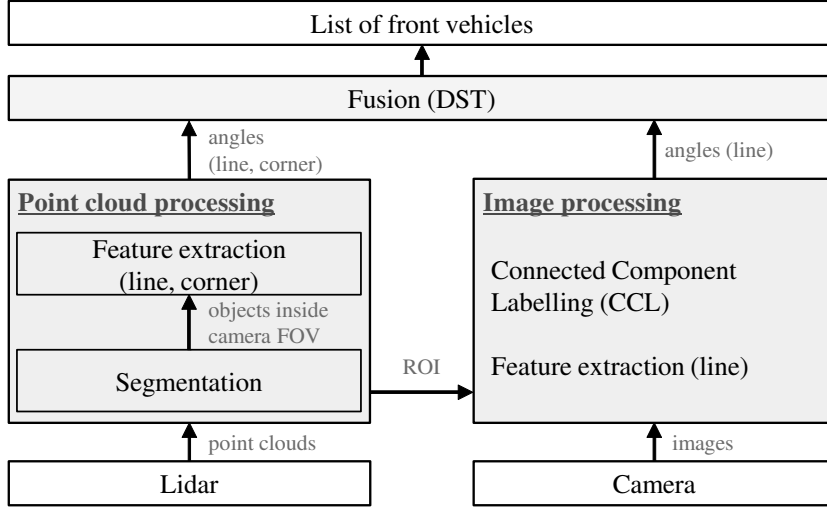 List of front vehicles
Fusion (DST)
angles
(line, corner)
angles (line)
Point cloud processing
Feature extraction
(line, corner)
objects inside
camera FOV
Segmentation
ROI
Image processing
Connected Component
Labelling (CCL)
Feature extraction (line)
point clouds
images
Lidar
Camera